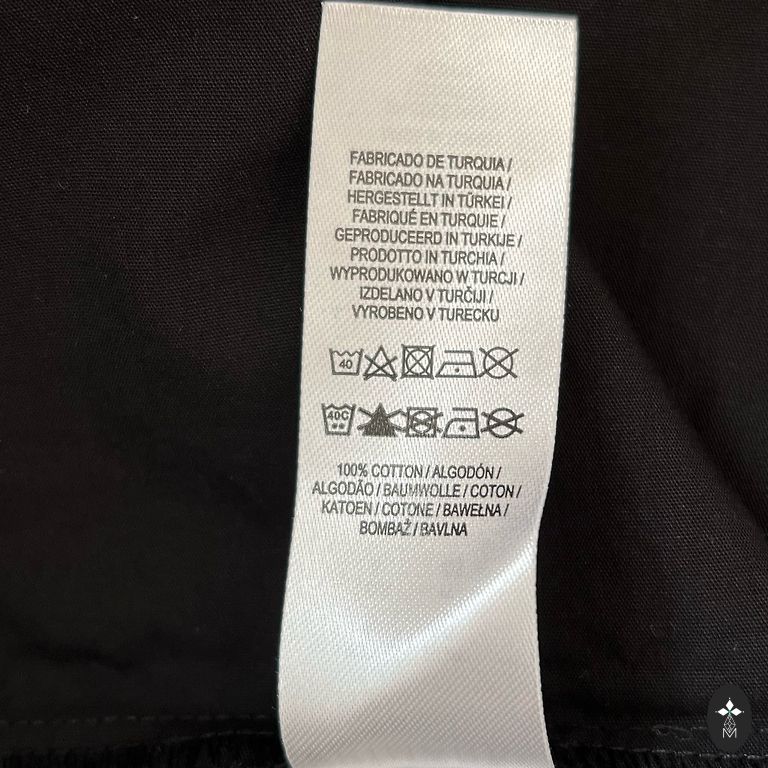 FABRICADO DE TURQUIA /
FABRICADO NA TURQUIA /
HERGESTELLT IN TÜRKEI /
FABRIQUÉ EN TURQUIE /
GEPRODUCEERD IN TURKIJE /
PRODOTTO IN TURCHIA /
WYPRODUKOWANO W TURCJI /
IZDELANO V TURČIJI /
VYROBENO V TURECKU
40
40C
100% COTTON / ALGODÓN /
ALGODÃO / BAUMWOLLE / COTON /
KATOEN / COTONE / BAWEŁNA /
BOMBAŽ / BAVLNA
M